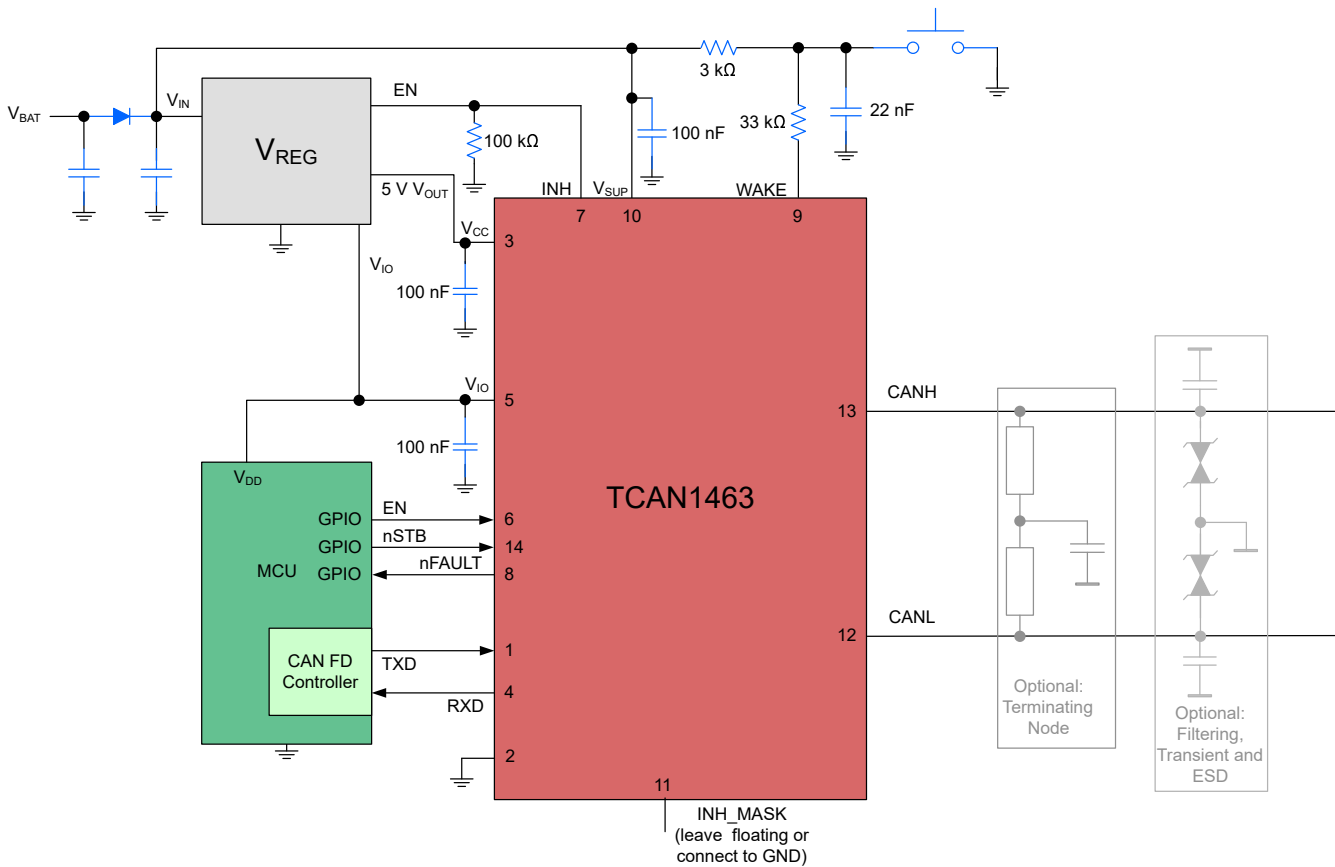 3 kΩ
VBAT
VIN
EN
VREG
100 kΩ
100 nF
33 kΩ
22 nF
5 V VOUT
INH
VSUP
WAKE
7
10
9
VCC
3
VIO
100 nF
VIO
5
CANH
13
100 nF
VDD
TCAN1463
GPIO
EN
6
GPIO
nSTB
14
MCU
GPIO
nFAULT
8
CANL
12
CAN FD
Controller
TXD
1
RXD
4
2
Optional:
Terminating
Node
Optional:
Filtering,
Transient and
ESD
11
INH_MASK
(leave floating or
connect to GND)